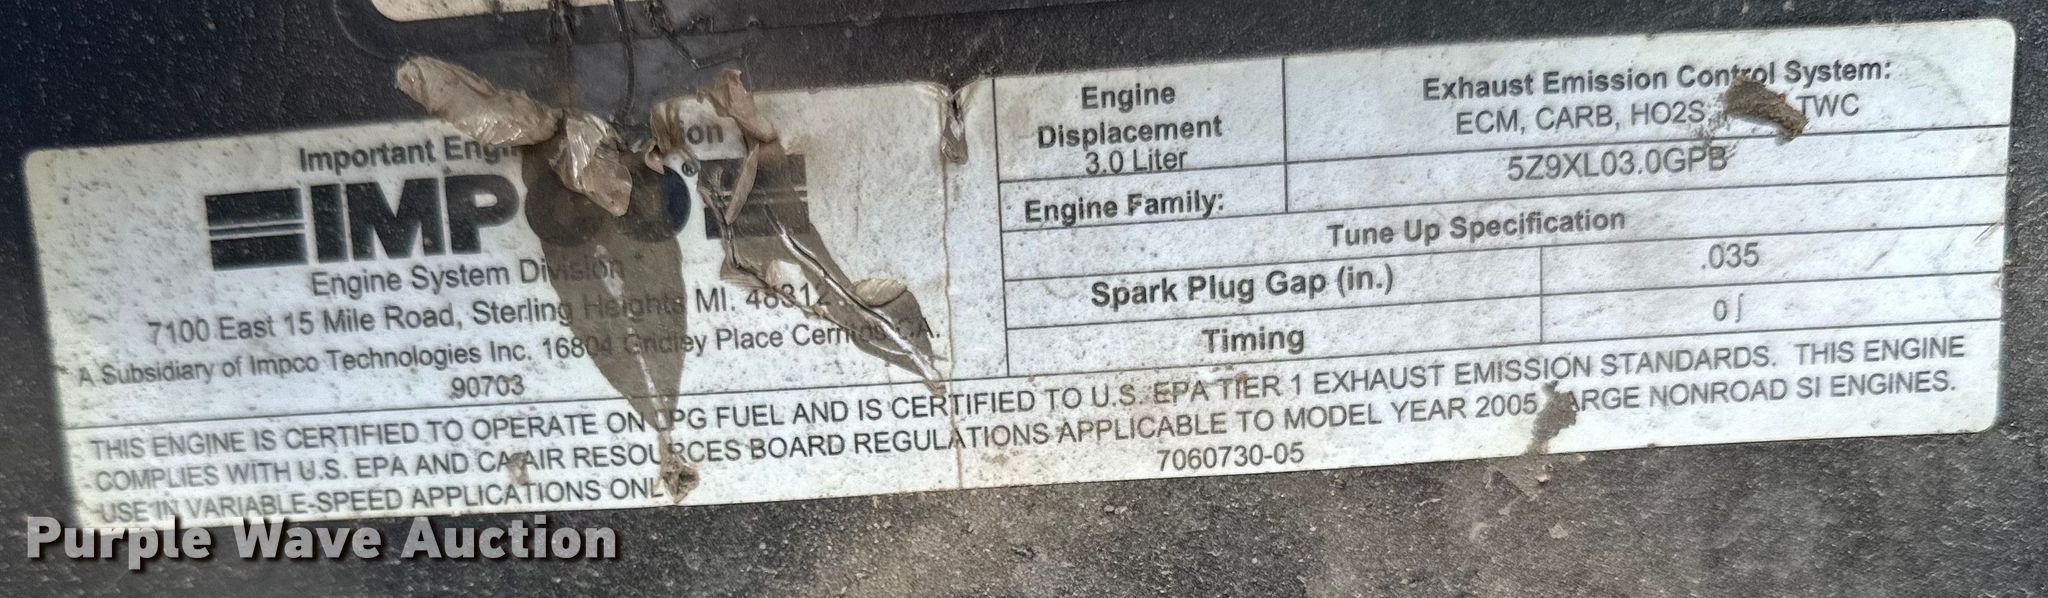 Important
IMPCO®
Engine System Division
7100 East 15 Mile Road, Sterling Heights MI. 48312
A Subsidiary of Impco Technologies Inc. 16804 Gridley Place Cerritos CA.
90703
Engine
Displacement
3.0 Liter
Exhaust Emission Control System:
ECM, CARB, HO2S, TWC
Engine Family:
5Z9XL03.0GPB
Tune Up Specification
Spark Plug Gap (in.)
.035
Timing
0
THIS ENGINE IS CERTIFIED TO OPERATE ON LPG FUEL AND IS CERTIFIED TO U.S. EPA TIER 1 EXHAUST EMISSION STANDARDS. THIS ENGINE
COMPLIES WITH U.S. EPA AND CA AIR RESOURCES BOARD REGULATIONS APPLICABLE TO MODEL YEAR 2005 LARGE NONROAD SI ENGINES.
USE IN VARIABLE-SPEED APPLICATIONS ONLY
7060730-05
Purple Wave Auction